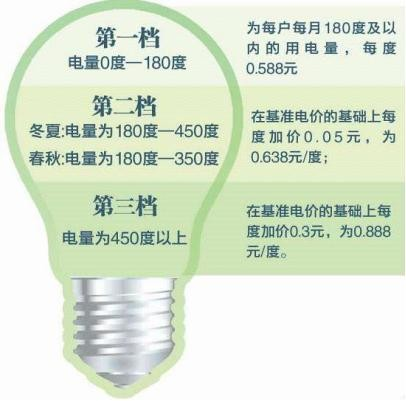 第一档
电量0度—180度
为每户每月180度及以
内的用电量，每度
0.588元
第二档
冬夏:电量为180度—450度
春秋:电量为180度—350度
在基准电价的基础上每
度加价0.05元，为
0.638元/度；
第三档
电量为450度以上
在基准电价的基础上每
度加价0.3元，为0.888
元/度。